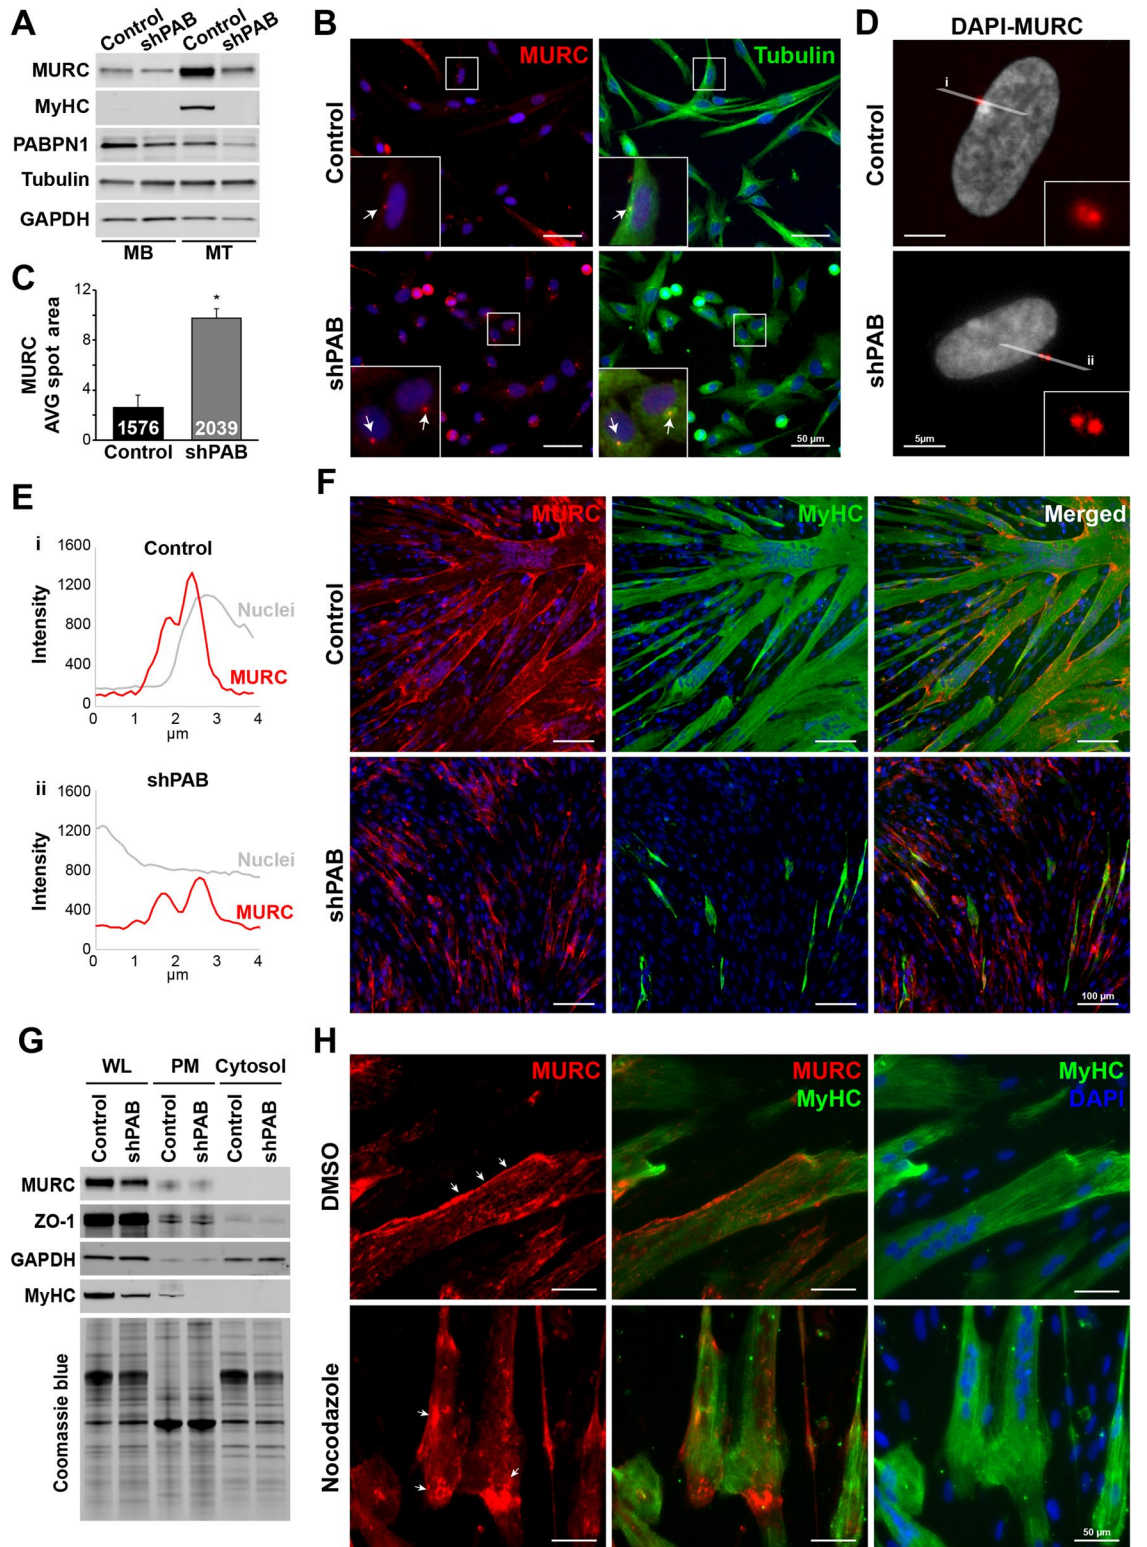 A
Control
shPAB
Control
shPAB
MURC
MyHC
PABPN1
Tubulin
GAPDH
MB
MT
B
MURC
Tubulin
Control
shPAB
50 µm
C
MURC
AVG spot area
12
8
4
0
*
1576
2039
Control
shPAB
D
DAPI-MURC
Control
i
shPAB
ii
5µm
E
i
Control
Intensity
1600
1200
800
400
0
Nuclei
MURC
0
1
2
3
4
µm
ii
shPAB
Intensity
1600
1200
800
400
0
Nuclei
MURC
0
1
2
3
4
µm
F
MURC
MyHC
Merged
Control
shPAB
100 µm
G
WL
PM
Cytosol
Control
shPAB
Control
shPAB
Control
shPAB
MURC
ZO-1
GAPDH
MyHC
Coomassie blue
H
MURC
MURC
MyHC
MyHC
DAPI
DMSO
Nocodazole
50 µm